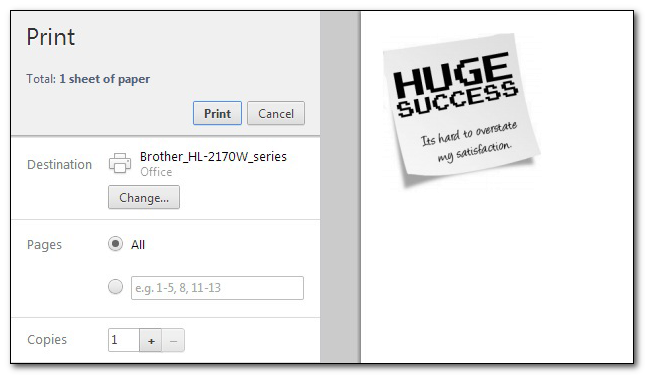 Print
Total: 1 sheet of paper
Print Cancel
Destination Brother_HL-2170W_series
Office
Change...
Pages All
e.g. 1-5, 8, 11-13
Copies 1 + −
HUGE
SUCCESS
Its hard to overstate
my satisfaction.